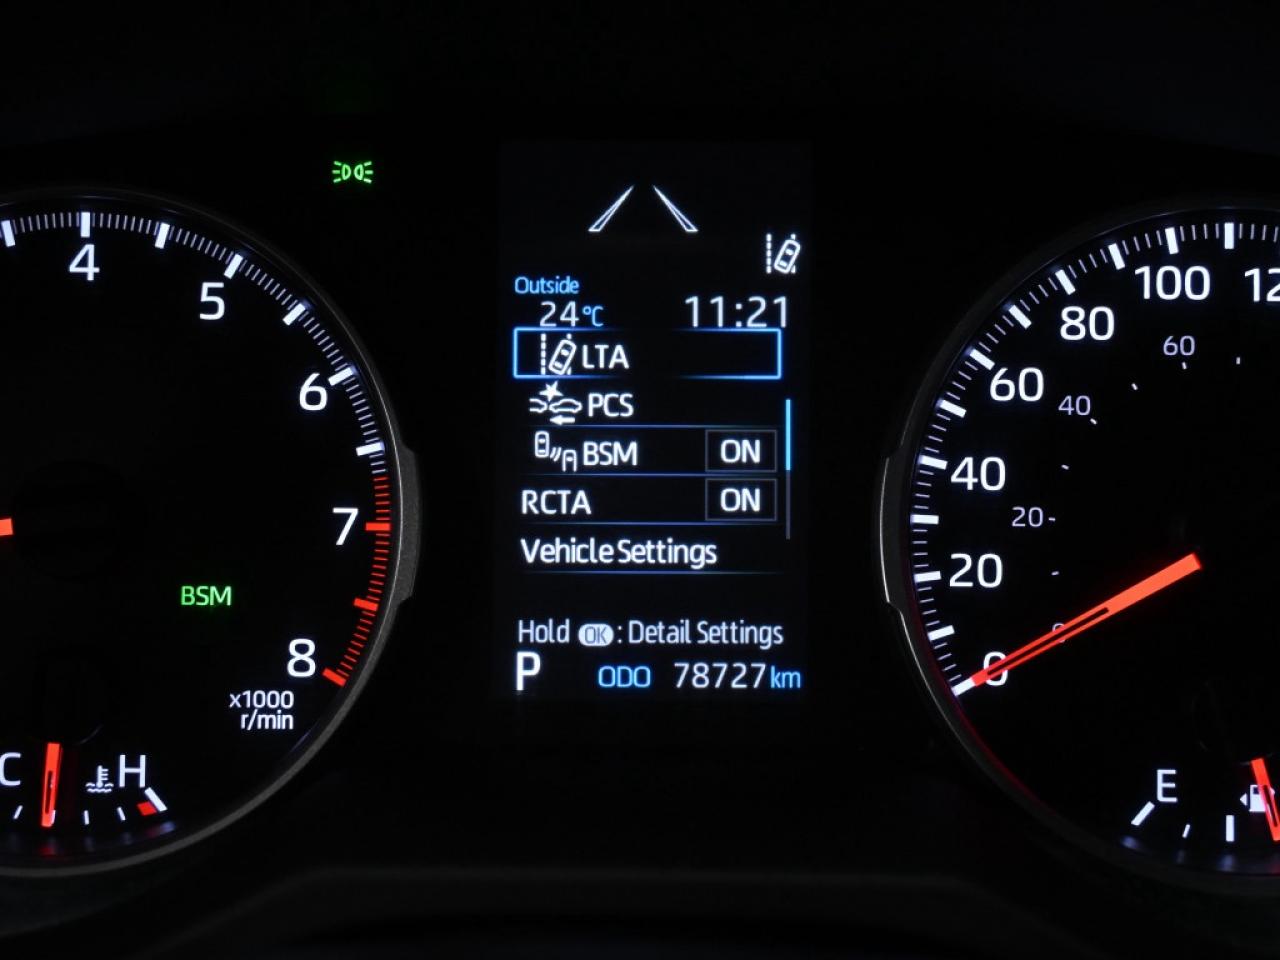 4
5
6
7
8
x1000
r/min
BSM
C
H
Outside
24°C 11:21
LTA
PCS
BSM ON
RCTA ON
Vehicle Settings
Hold OK : Detail Settings
P ODO 78727 km
0
20
40
60
80
100
20
40
60
E